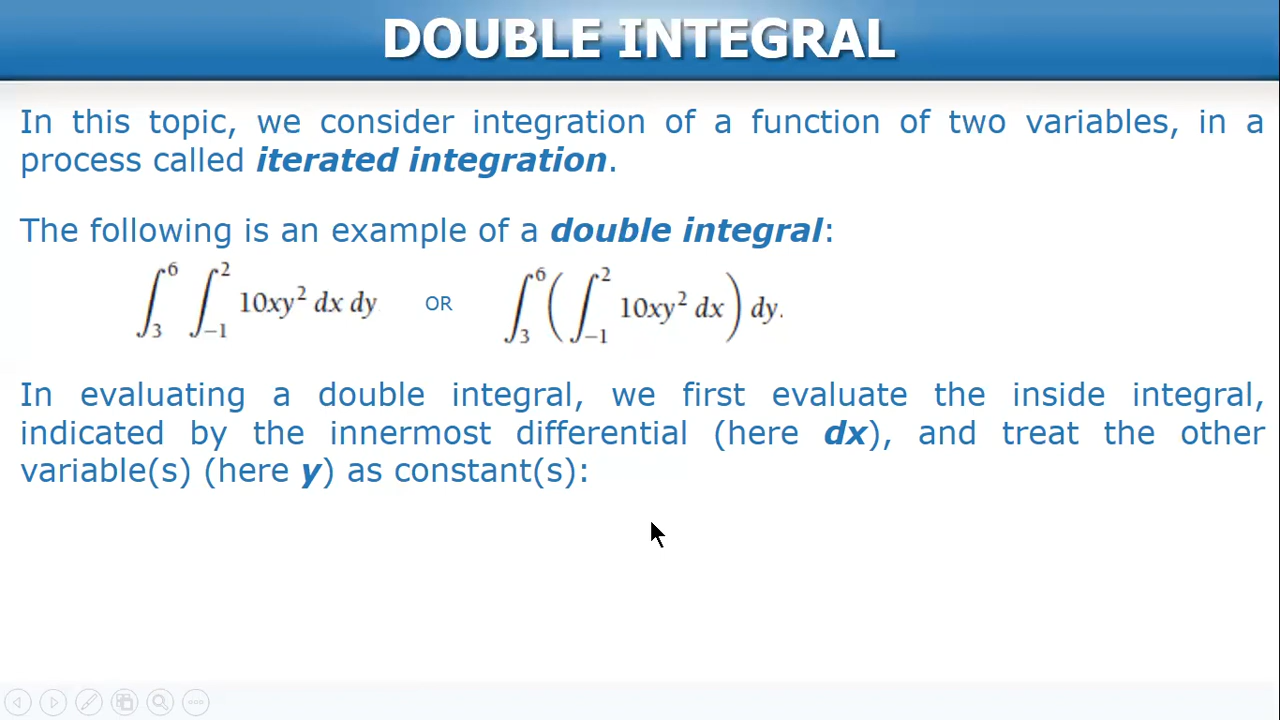 DOUBLE INTEGRAL
In this topic, we consider integration of a function of two variables, in a
process called iterated integration.
The following is an example of a double integral:
∫₃⁶ ∫₋₁² 10xy² dx dy OR ∫₃⁶ (∫₋₁² 10xy² dx) dy.
In evaluating a double integral, we first evaluate the inside integral,
indicated by the innermost differential (here dx), and treat the other
variable(s) (here y) as constant(s):